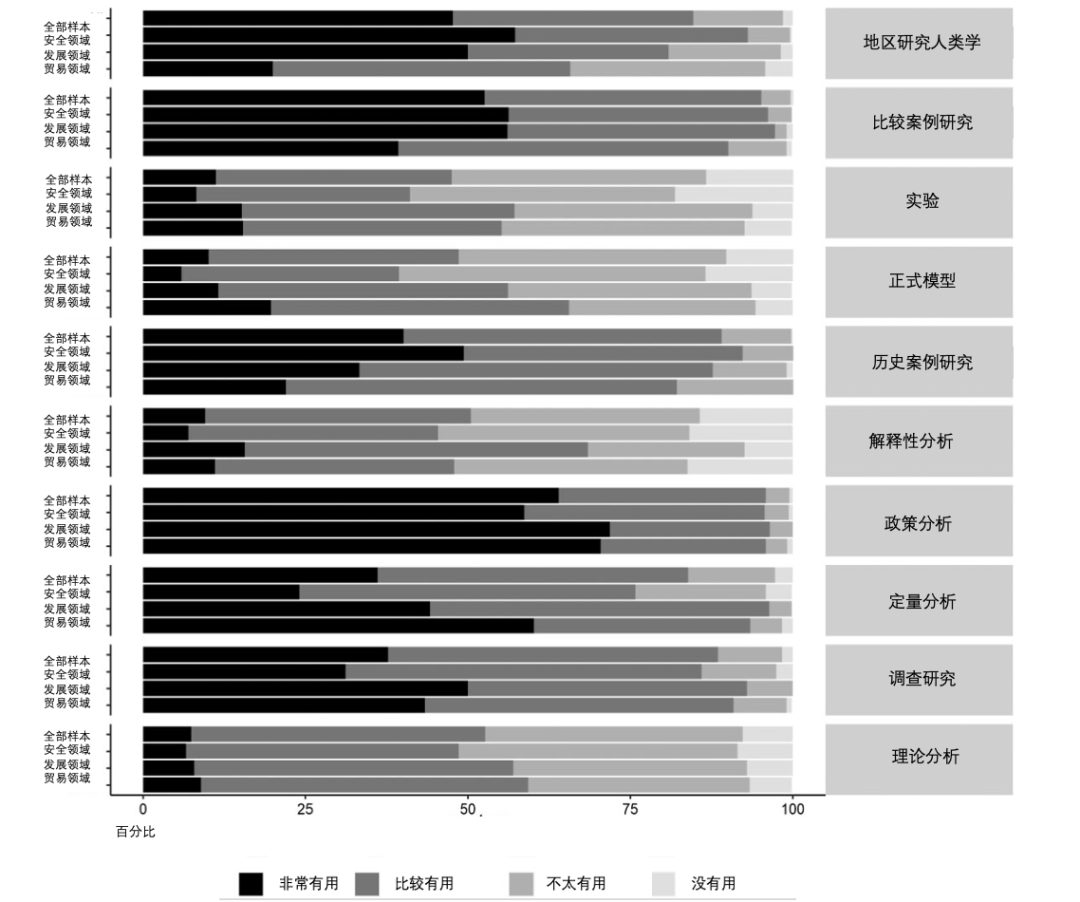 全部样本
安全领域
发展领域
贸易领域
地区研究人类学
全部样本
安全领域
发展领域
贸易领域
比较案例研究
全部样本
安全领域
发展领域
贸易领域
实验
全部样本
安全领域
发展领域
贸易领域
正式模型
全部样本
安全领域
发展领域
贸易领域
历史案例研究
全部样本
安全领域
发展领域
贸易领域
解释性分析
全部样本
安全领域
发展领域
贸易领域
政策分析
全部样本
安全领域
发展领域
贸易领域
定量分析
全部样本
安全领域
发展领域
贸易领域
调查研究
全部样本
安全领域
发展领域
贸易领域
理论分析
0 25 50 75 100
百分比
非常有用 比较有用 不太有用 没有用